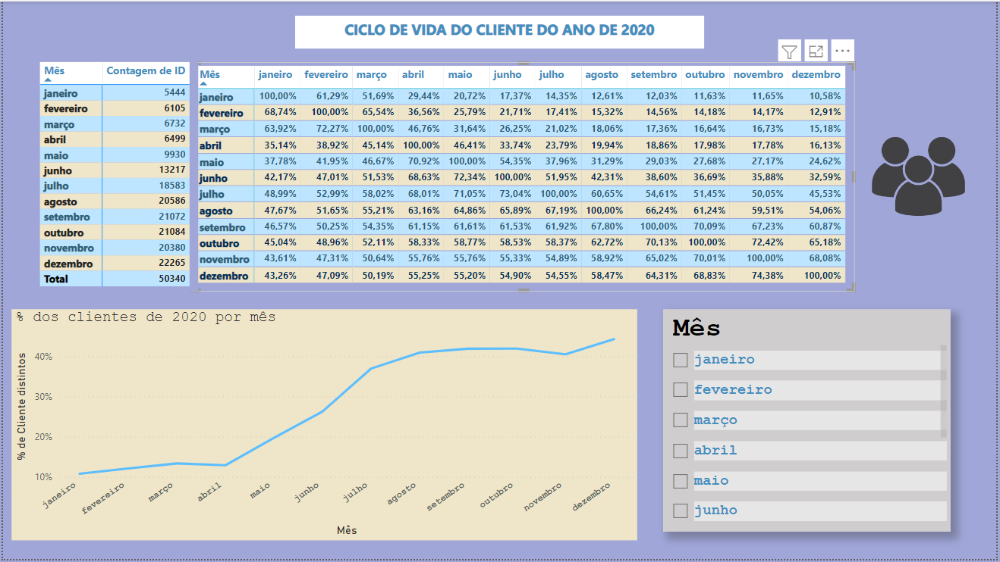 CICLO DE VIDA DO CLIENTE DO ANO DE 2020
Mês Contagem de ID
janeiro 5444
fevereiro 6105
março 6732
abril 6499
maio 9930
junho 13217
julho 18583
agosto 20586
setembro 21072
outubro 21084
novembro 20380
dezembro 22265
Total 50340
Mês janeiro fevereiro março abril maio junho julho agosto setembro outubro novembro dezembro
janeiro 100,00% 61,29% 51,69% 29,44% 20,72% 17,37% 14,35% 12,61% 12,03% 11,63% 11,65% 10,58%
fevereiro 68,74% 100,00% 65,54% 36,56% 25,79% 21,71% 17,41% 15,32% 14,56% 14,18% 14,17% 12,91%
março 63,92% 72,27% 100,00% 46,76% 31,64% 26,25% 21,02% 18,06% 17,36% 16,64% 16,73% 15,18%
abril 35,14% 38,92% 45,14% 100,00% 46,41% 33,74% 23,79% 19,94% 18,86% 17,98% 17,78% 16,13%
maio 37,78% 41,95% 46,67% 70,92% 100,00% 54,35% 37,96% 31,29% 29,03% 27,68% 27,17% 24,62%
junho 42,17% 47,01% 51,53% 68,63% 72,34% 100,00% 51,95% 42,31% 38,60% 36,69% 35,88% 32,59%
julho 48,99% 52,99% 58,02% 68,01% 71,05% 73,04% 100,00% 60,65% 54,61% 51,45% 50,05% 45,53%
agosto 47,67% 51,65% 55,21% 63,16% 64,86% 65,89% 67,19% 100,00% 66,24% 61,24% 59,51% 54,06%
setembro 46,57% 50,25% 54,35% 61,15% 61,61% 61,53% 61,92% 67,80% 100,00% 70,09% 67,23% 60,87%
outubro 45,04% 48,96% 52,11% 58,33% 58,77% 58,53% 58,37% 62,72% 70,13% 100,00% 72,42% 65,18%
novembro 43,61% 47,31% 50,64% 55,76% 55,76% 55,33% 54,89% 58,92% 65,02% 70,01% 100,00% 68,08%
dezembro 43,26% 47,09% 50,19% 55,25% 55,20% 54,90% 54,55% 58,47% 64,31% 68,83% 74,38% 100,00%
% dos clientes de 2020 por mês
% de Cliente distintos
40%
30%
20%
10%
janeiro fevereiro março abril maio junho julho agosto setembro outubro novembro dezembro
Mês
Mês
janeiro
fevereiro
março
abril
maio
junho